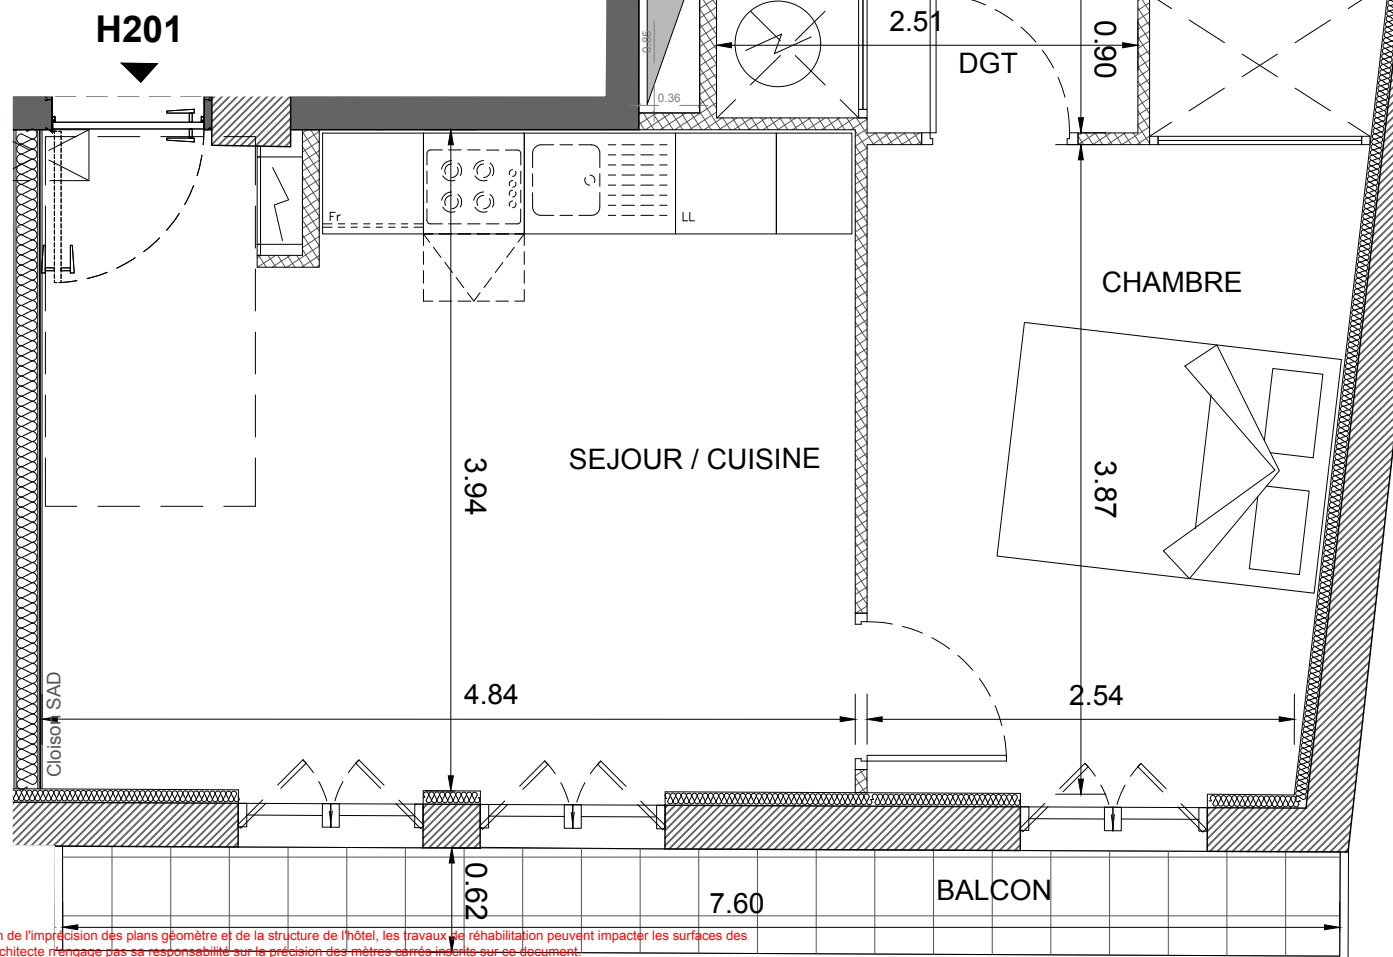 H201
2.51
DGT
0.90
0.85
0.36
Fr
LL
CHAMBRE
SEJOUR / CUISINE
3.94
3.87
Cloison SAD
4.84
2.54
0.62
7.60
BALCON
n de l'imprécision des plans géomètre et de la structure de l'hôtel, les travaux de réhabilitation peuvent impacter les surfaces des
chitecte n'engage pas sa responsabilité sur la précision des mètres carrés inscrits sur ce document.